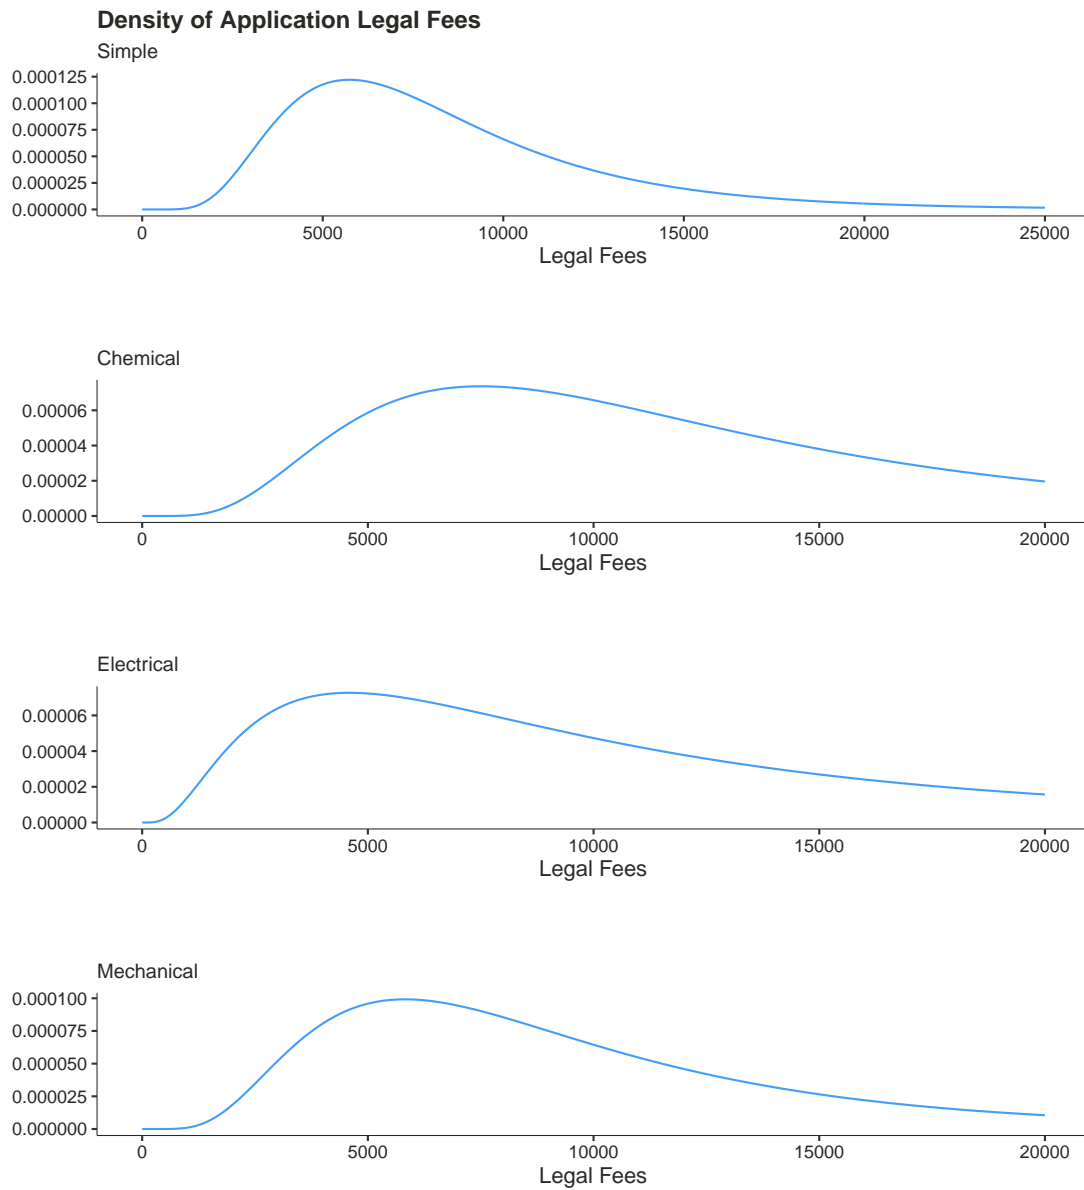 Density of Application Legal Fees
Simple
0.000125
0.000100
0.000075
0.000050
0.000025
0.000000
0 5000 10000 15000 20000 25000
Legal Fees
Chemical
0.00006
0.00004
0.00002
0.00000
0 5000 10000 15000 20000
Legal Fees
Electrical
0.00006
0.00004
0.00002
0.00000
0 5000 10000 15000 20000
Legal Fees
Mechanical
0.000100
0.000075
0.000050
0.000025
0.000000
0 5000 10000 15000 20000
Legal Fees